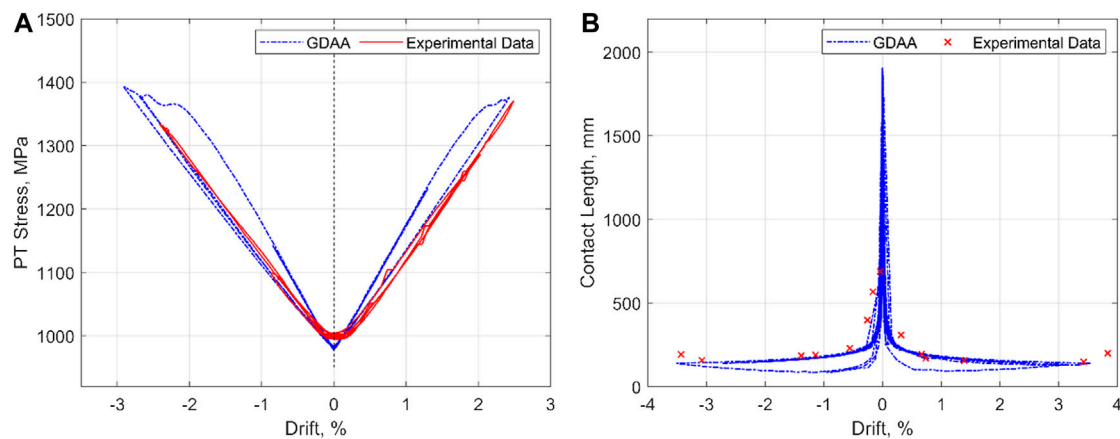 A
GDAA
Experimental Data
1500
1400
1300
1200
1100
1000
PT Stress, MPa
-3
-2
-1
0
1
2
3
Drift, %
B
GDAA
Experimental Data
2000
1500
1000
500
0
Contact Length, mm
-4
-3
-2
-1
0
1
2
3
4
Drift, %